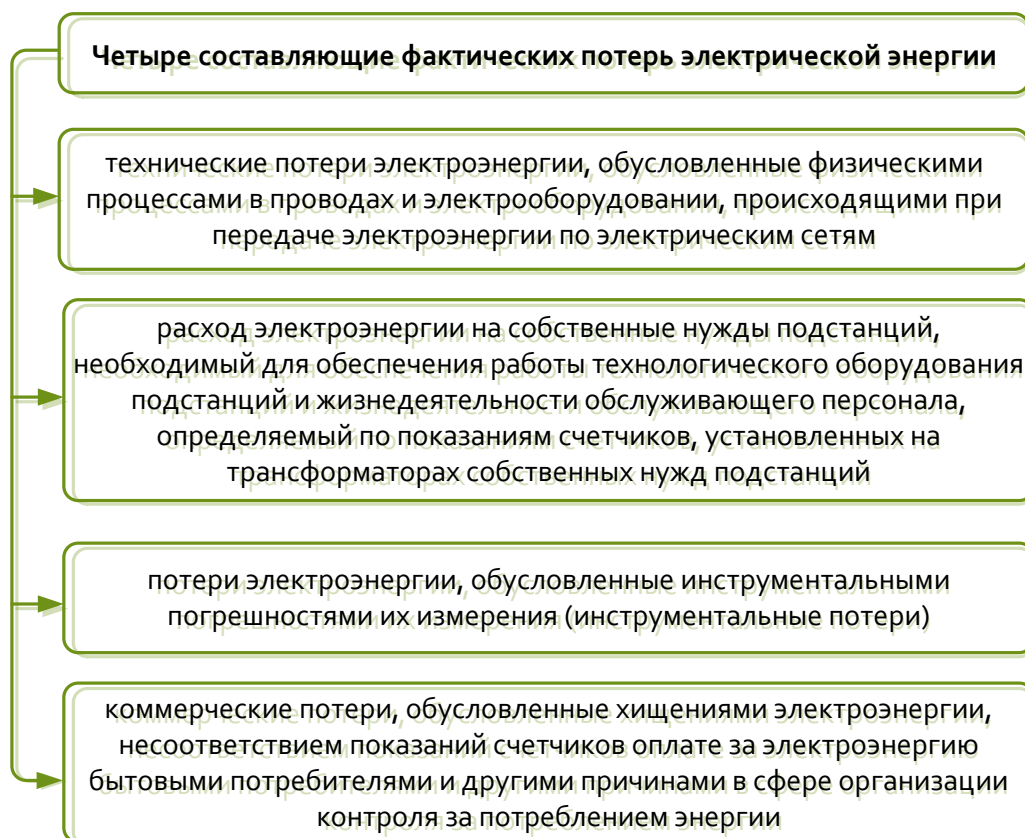 Четыре составляющие фактических потерь электрической энергии
технические потери электроэнергии, обусловленные физическими
процессами в проводах и электрооборудовании, происходящими при
передаче электроэнергии по электрическим сетям
расход электроэнергии на собственные нужды подстанций,
необходимый для обеспечения работы технологического оборудования
подстанций и жизнедеятельности обслуживающего персонала,
определяемый по показаниям счетчиков, установленных на
трансформаторах собственных нужд подстанций
потери электроэнергии, обусловленные инструментальными
погрешностями их измерения (инструментальные потери)
коммерческие потери, обусловленные хищениями электроэнергии,
несоответствием показаний счетчиков оплате за электроэнергию
бытовыми потребителями и другими причинами в сфере организации
контроля за потреблением энергии